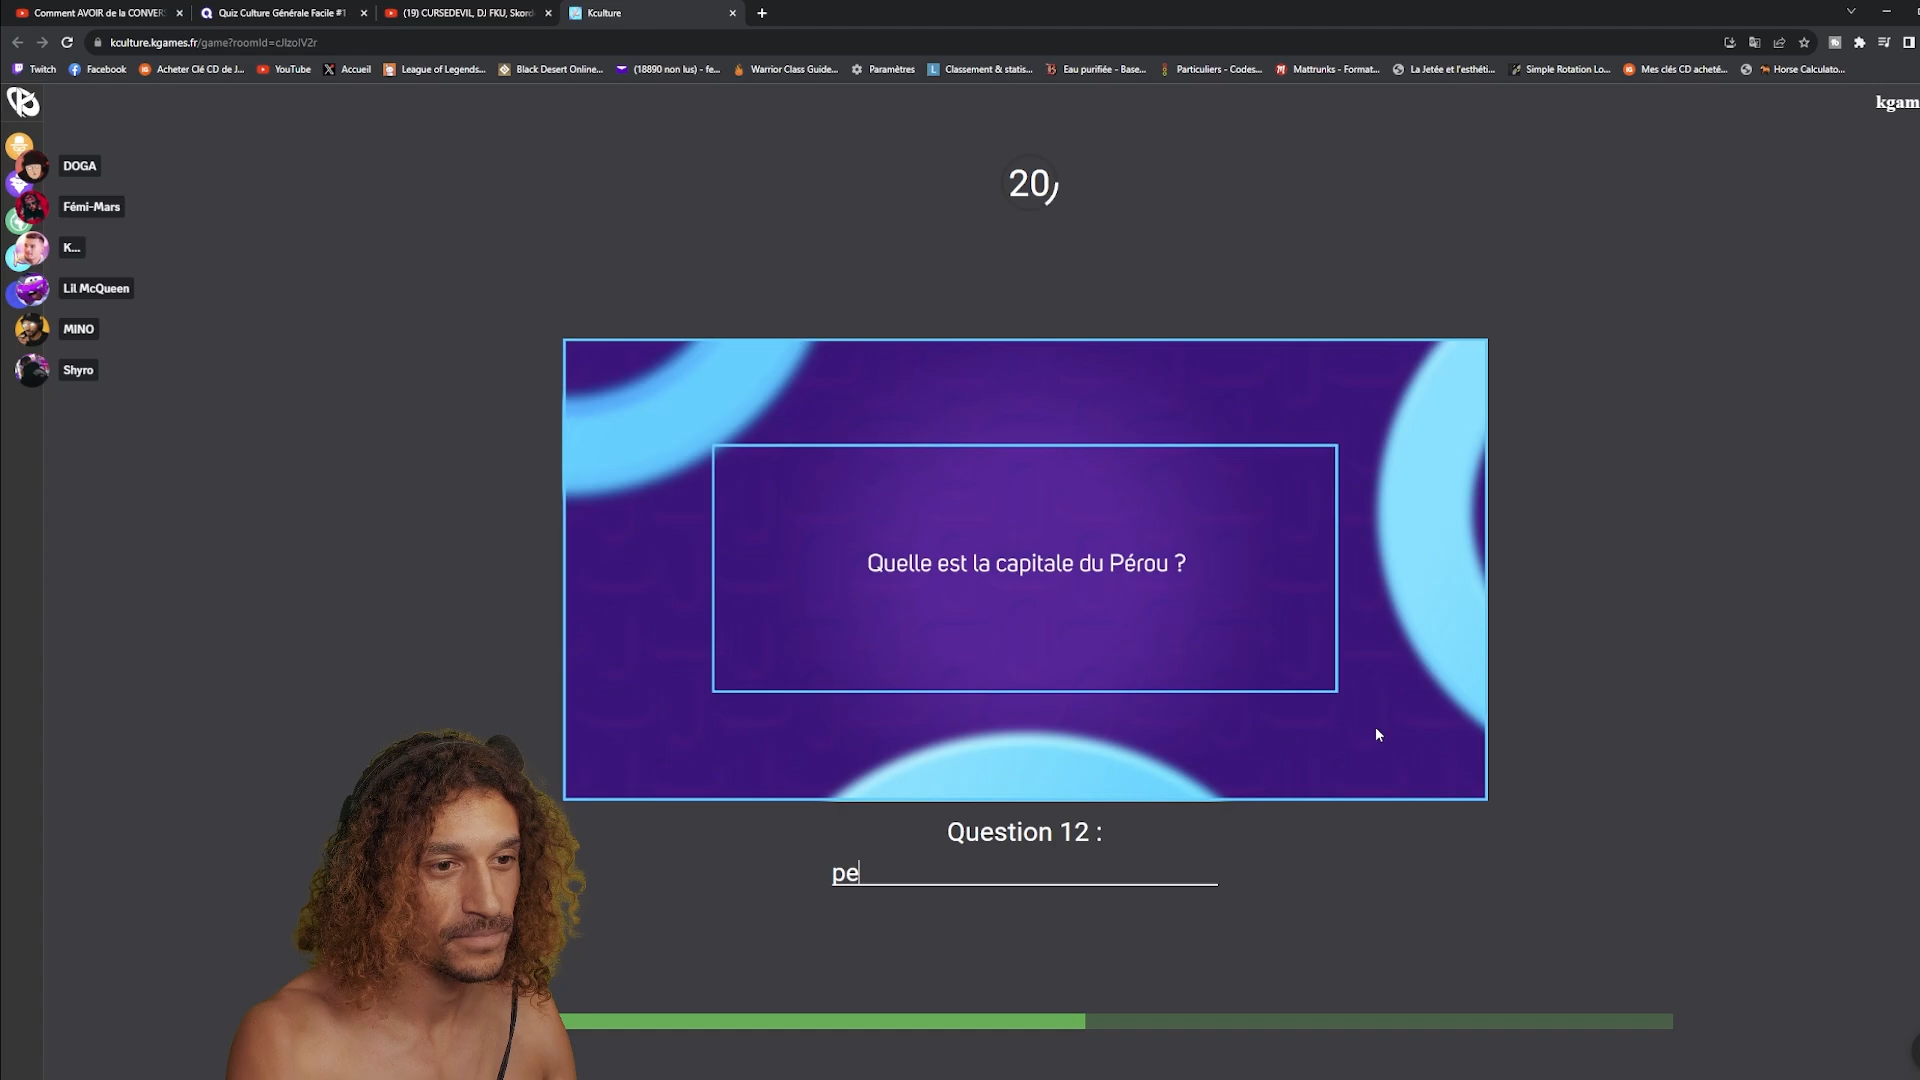 Comment AVOIR de la CONVER
Quiz Culture Générale Facile #1
(19) CURSEDEVIL, DJ FKU, Skord
Kculture
kculture.kgames.fr/game?roomId=cJIzoIV2r
Twitch
Facebook
Acheter Clé CD de J...
YouTube
Accueil
League of Legends...
Black Desert Online...
(18890 non lus) - fe...
Warrior Class Guide...
Paramètres
Classement & statis...
Eau purifiée - Base...
Particuliers - Codes...
Mattrunks - Format...
La Jetée et l'esthéti...
Simple Rotation Lo...
Mes clés CD acheté...
Horse Calculato...
kgam
DOGA
Fémi-Mars
K...
Lil McQueen
MINO
Shyro
20
Quelle est la capitale du Pérou ?
Question 12 :
pe